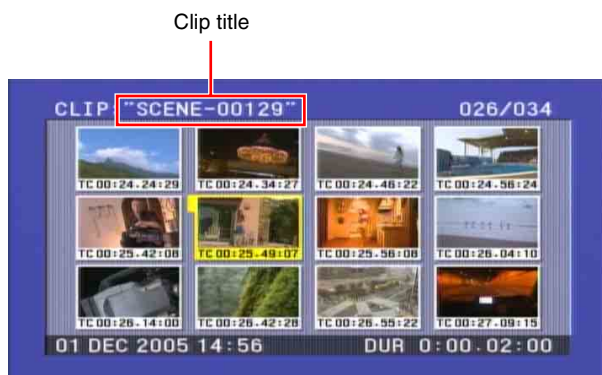 Clip title
CLIP:"SCENE-00129" 026/034
TC 00:24.24:29 TC 00:24.34:27 TC 00:24.46:22 TC 00:24.56:24
TC 00:25.42:08 TC 00:25.49:07 TC 00:25.56:08 TC 00:26.04:10
TC 00:26.14:00 TC 00:26.42:28 TC 00:26.55:22 TC 00:27.09:15
01 DEC 2005 14:56 DUR 0:00.02:00